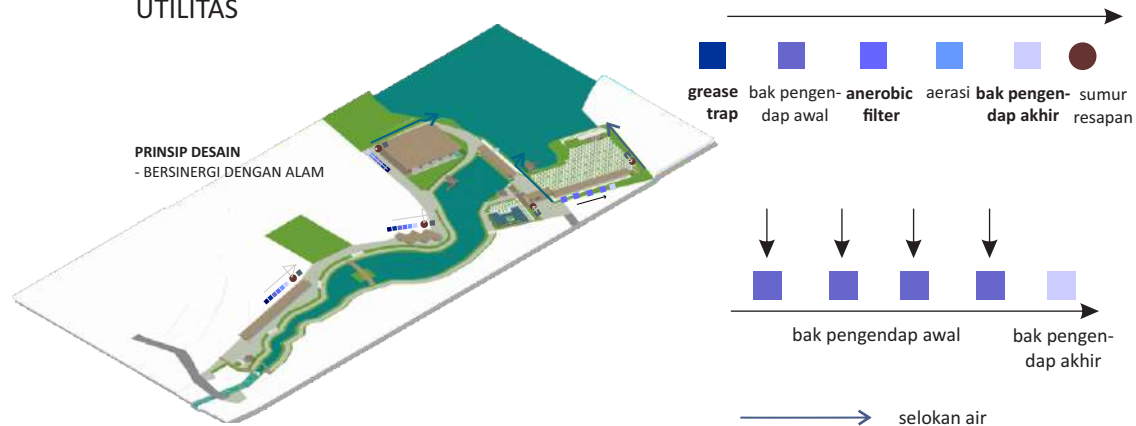 UTILITAS
PRINSIP DESAIN
- BERSINERGI DENGAN ALAM
grease
trap
bak pengen-
dap awal
anerobic
filter
aerasi
bak pengen-
dap akhir
sumur
resapan
bak pengendap awal
bak pengen-
dap akhir
selokan air